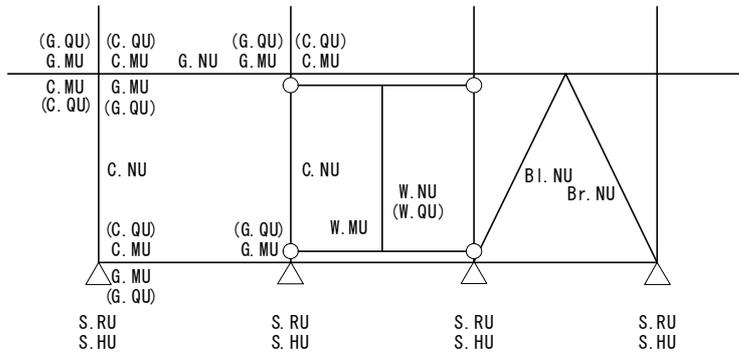 (G.QU) (C.QU) (G.QU) (C.QU)
G.MU C.MU G.NU G.MU C.MU
C.MU G.MU
(C.QU) (G.QU)
C.NU C.NU Bl.NU
W.NU Br.NU
(W.QU)
(C.QU) (G.QU) W.MU
C.MU G.MU
G.MU
(G.QU)
S.RU S.RU S.RU S.RU
S.HU S.HU S.HU S.HU